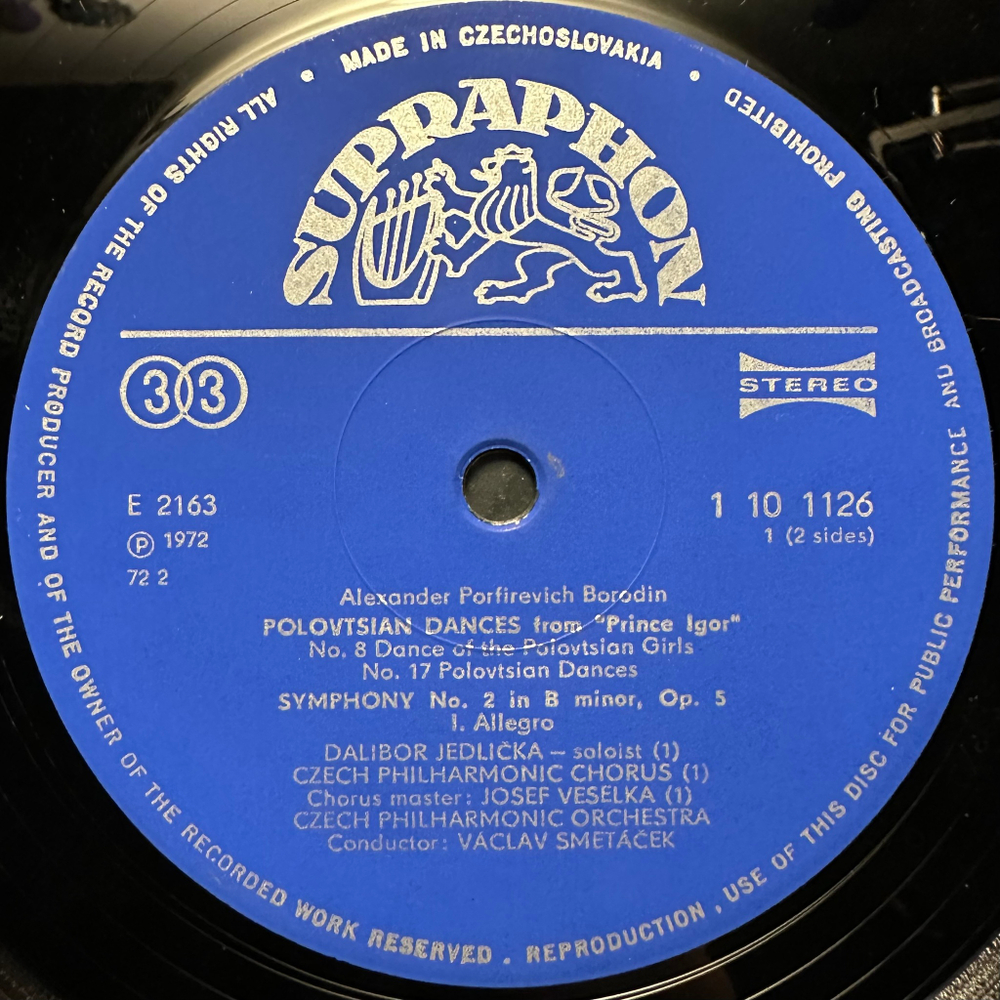 MADE IN CZECHOSLOVAKIA
ALL RIGHTS OF THE RECORD PRODUCER AND OF THE OWNER OF THE RECORDED WORK RESERVED . REPRODUCTION , USE OF THIS DISC FOR PUBLIC PERFORMANCE AND BROADCASTING PROHIBITED
SUPRAPHON
33
STEREO
E 2163
1 10 1126
℗ 1972
1 (2 sides)
72 2
Alexander Porfirevich Borodin
POLOVTSIAN DANCES from "Prince Igor"
No. 8 Dance of the Polovtsian Girls
No. 17 Polovtsian Dances
SYMPHONY No. 2 in B minor, Op. 5
I. Allegro
DALIBOR JEDLIČKA – soloist (1)
CZECH PHILHARMONIC CHORUS (1)
Chorus master: JOSEF VESELKA (1)
CZECH PHILHARMONIC ORCHESTRA
Conductor: VÁCLAV SMETÁČEK